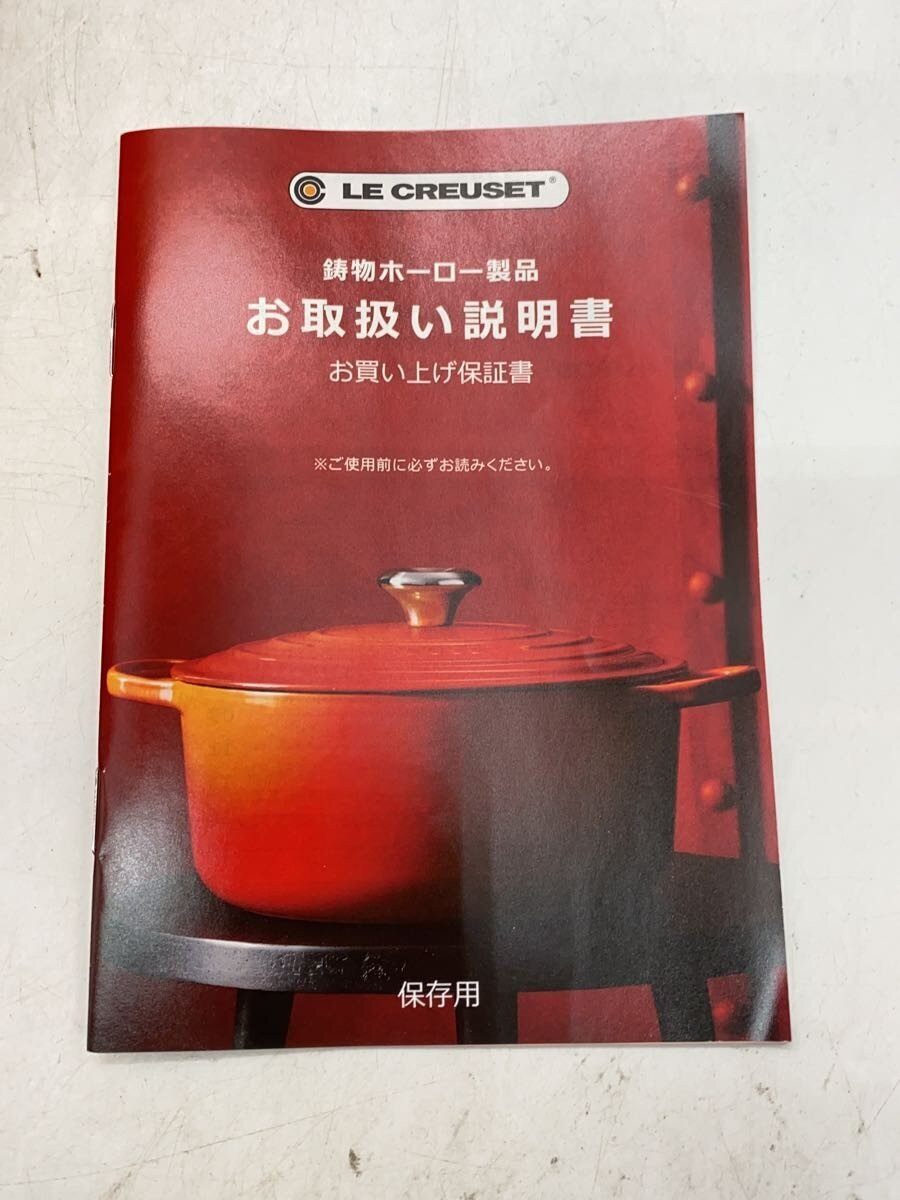 LE CREUSET®
鋳物ホーロー製品
お取扱い説明書
お買い上げ保証書
※ご使用前に必ずお読みください。
保存用